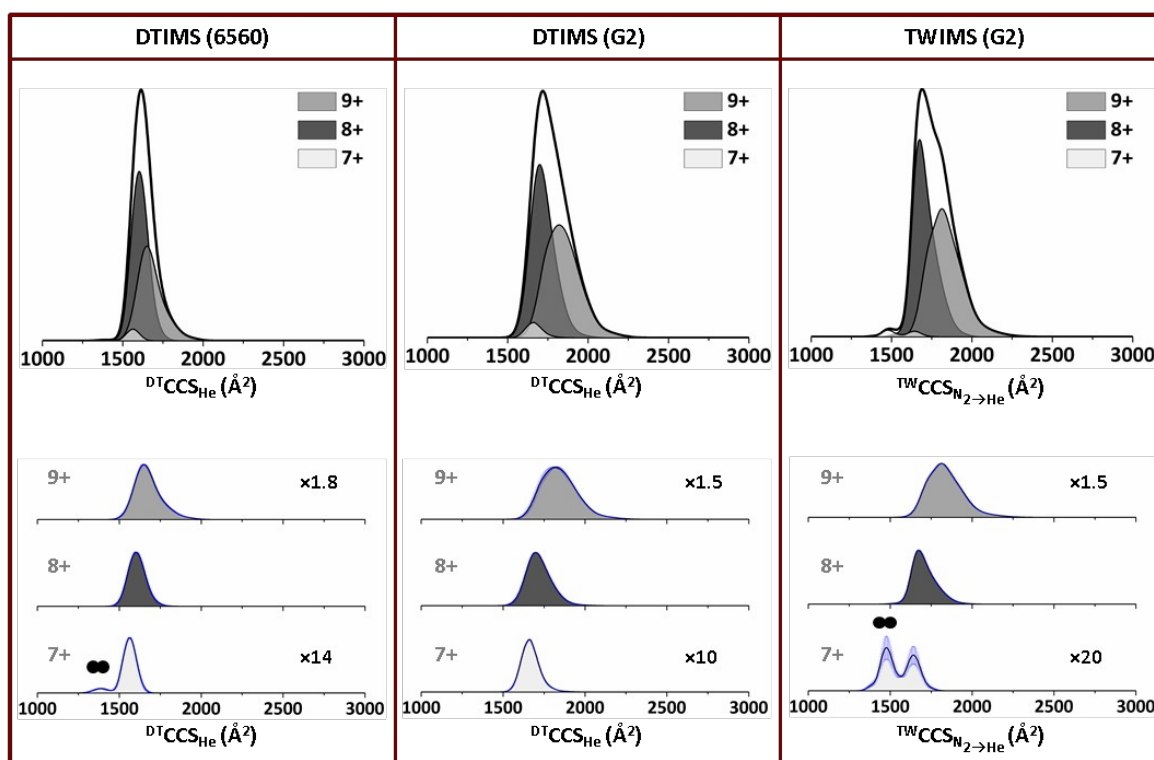 DTIMS (6560)
DTIMS (G2)
TWIMS (G2)
9+
8+
7+
1000 1500 2000 2500 3000
DTCCSHe (Å2)
9+
8+
7+
1000 1500 2000 2500 3000
DTCCSHe (Å2)
9+
8+
7+
1000 1500 2000 2500 3000
TWCCSN2→He (Å2)
9+ ×1.8
8+
7+ ×14
1000 1500 2000 2500 3000
DTCCSHe (Å2)
9+ ×1.5
8+
7+ ×10
1000 1500 2000 2500 3000
DTCCSHe (Å2)
9+ ×1.5
8+
7+ ×20
1000 1500 2000 2500 3000
TWCCSN2→He (Å2)